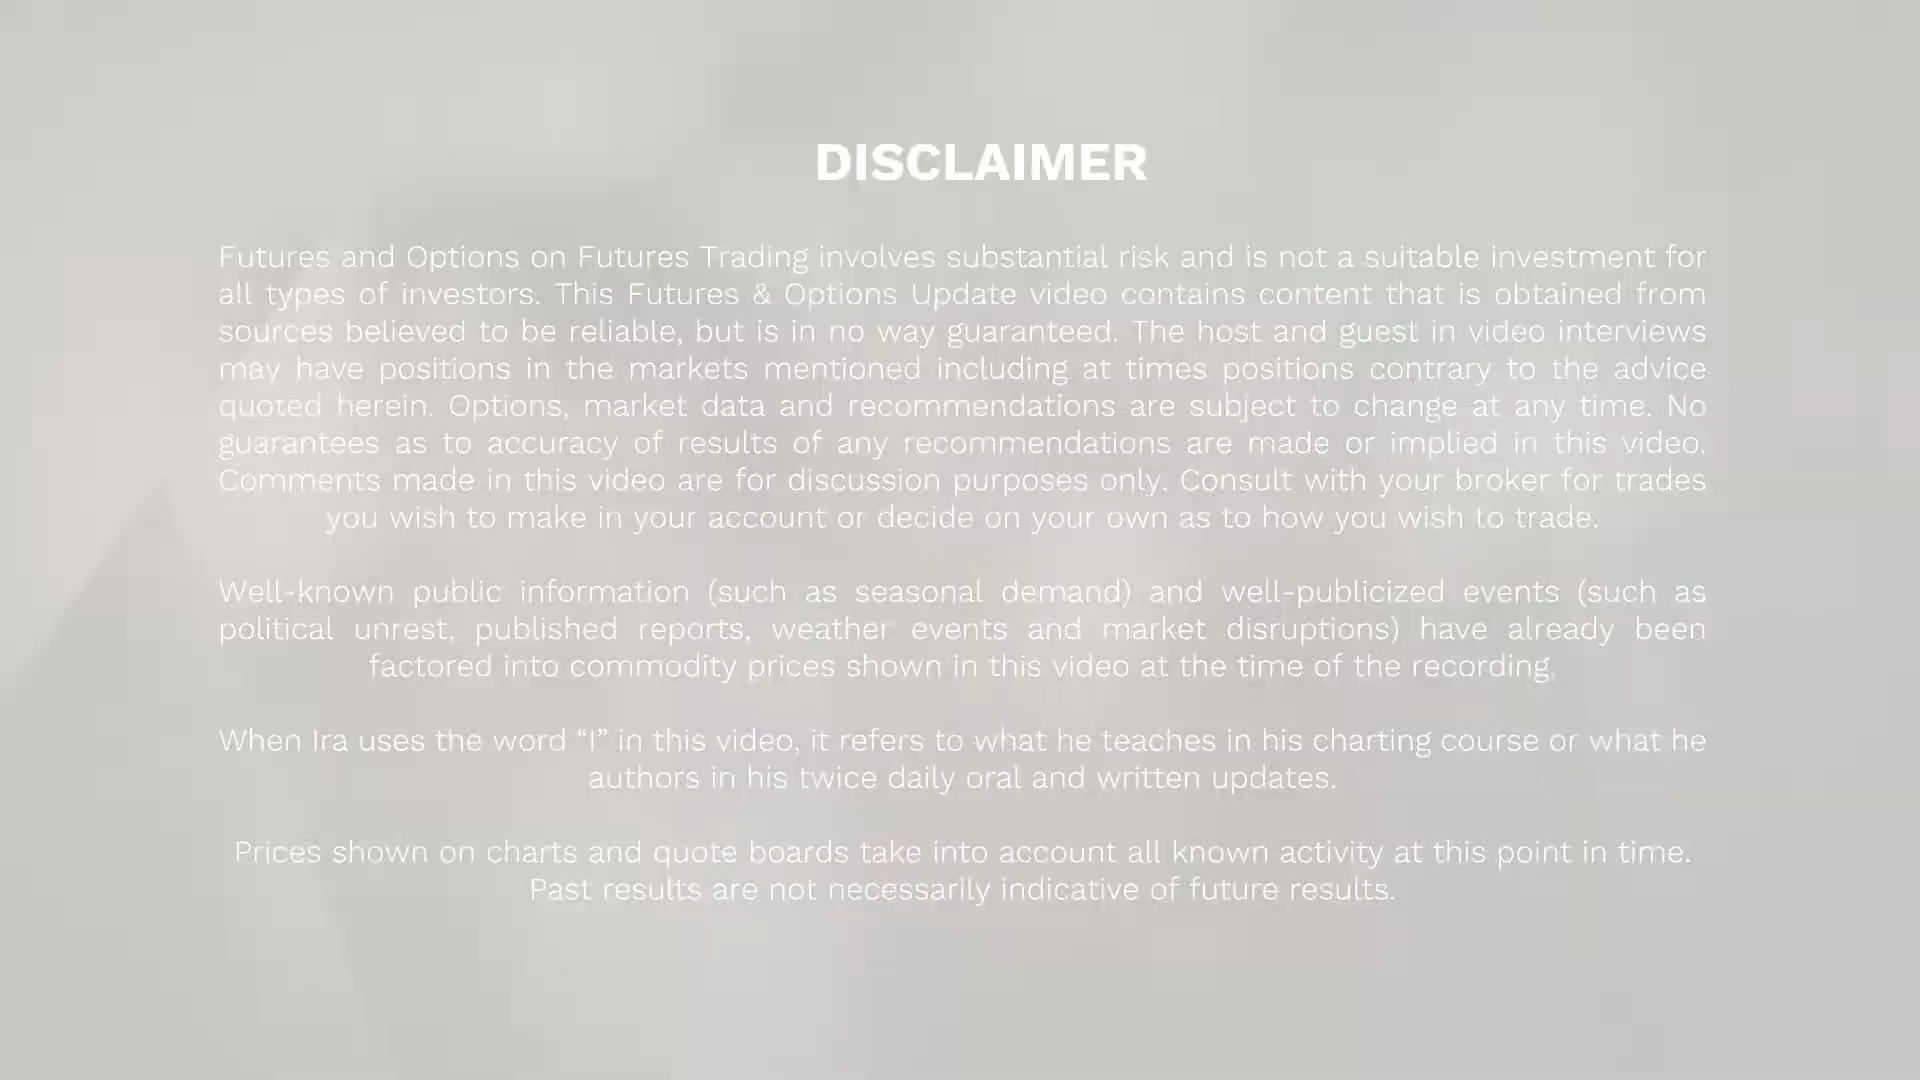 DISCLAIMER
Futures and Options on Futures Trading involves substantial risk and is not a suitable investment for
all types of investors. This Futures & Options Update video contains content that is obtained from
sources believed to be reliable, but is in no way guaranteed. The host and guest in video interviews
may have positions in the markets mentioned including at times positions contrary to the advice
quoted herein. Options, market data and recommendations are subject to change at any time. No
guarantees as to accuracy of results of any recommendations are made or implied in this video.
Comments made in this video are for discussion purposes only. Consult with your broker for trades
you wish to make in your account or decide on your own as to how you wish to trade.
Well-known public information (such as seasonal demand) and well-publicized events (such as
political unrest, published reports, weather events and market disruptions) have already been
factored into commodity prices shown in this video at the time of the recording.
When Ira uses the word “I” in this video, it refers to what he teaches in his charting course or what he
authors in his twice daily oral and written updates.
Prices shown on charts and quote boards take into account all known activity at this point in time.
Past results are not necessarily indicative of future results.